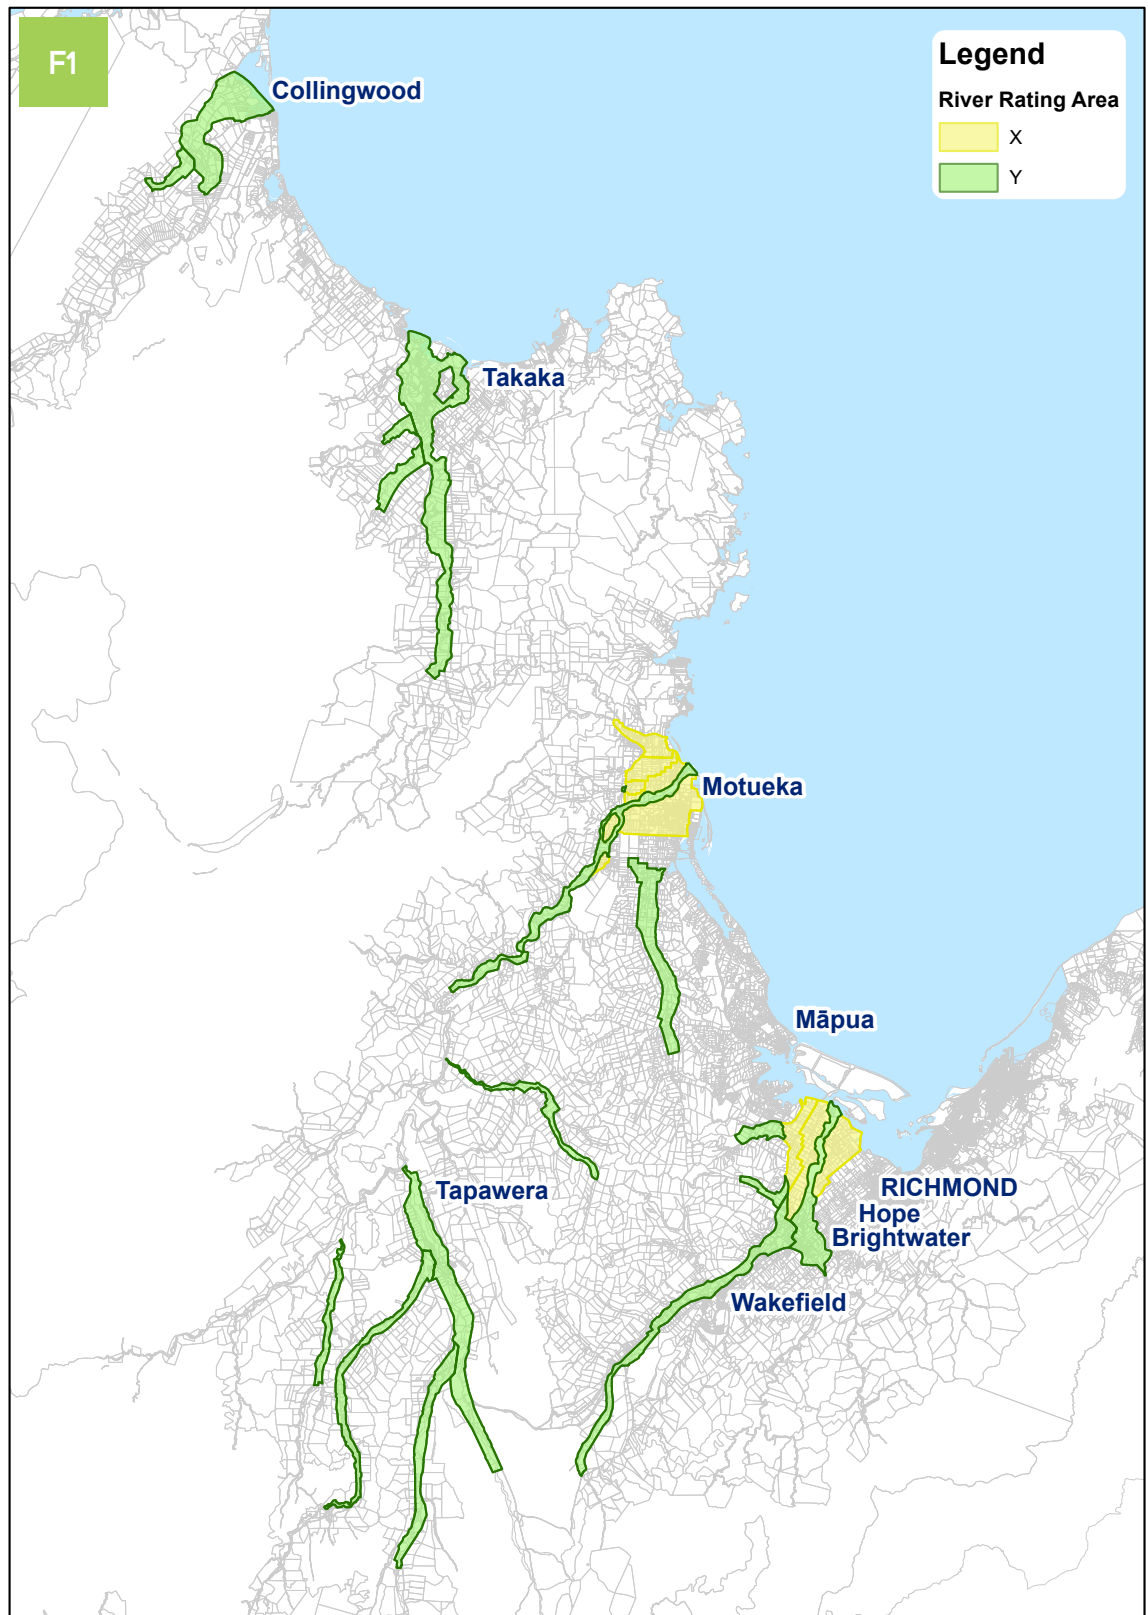 F1
Legend
River Rating Area
X
Y
Collingwood
Takaka
Motueka
Māpua
RICHMOND
Hope
Brightwater
Tapawera
Wakefield